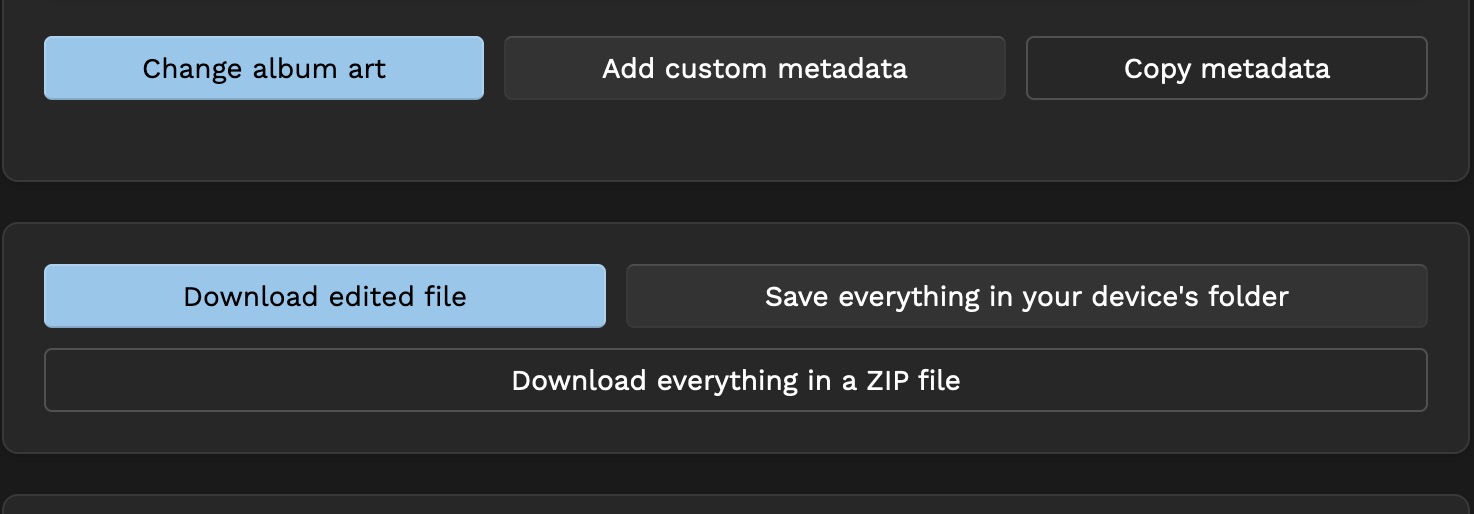 Change album art
Add custom metadata
Copy metadata
Download edited file
Save everything in your device's folder
Download everything in a ZIP file